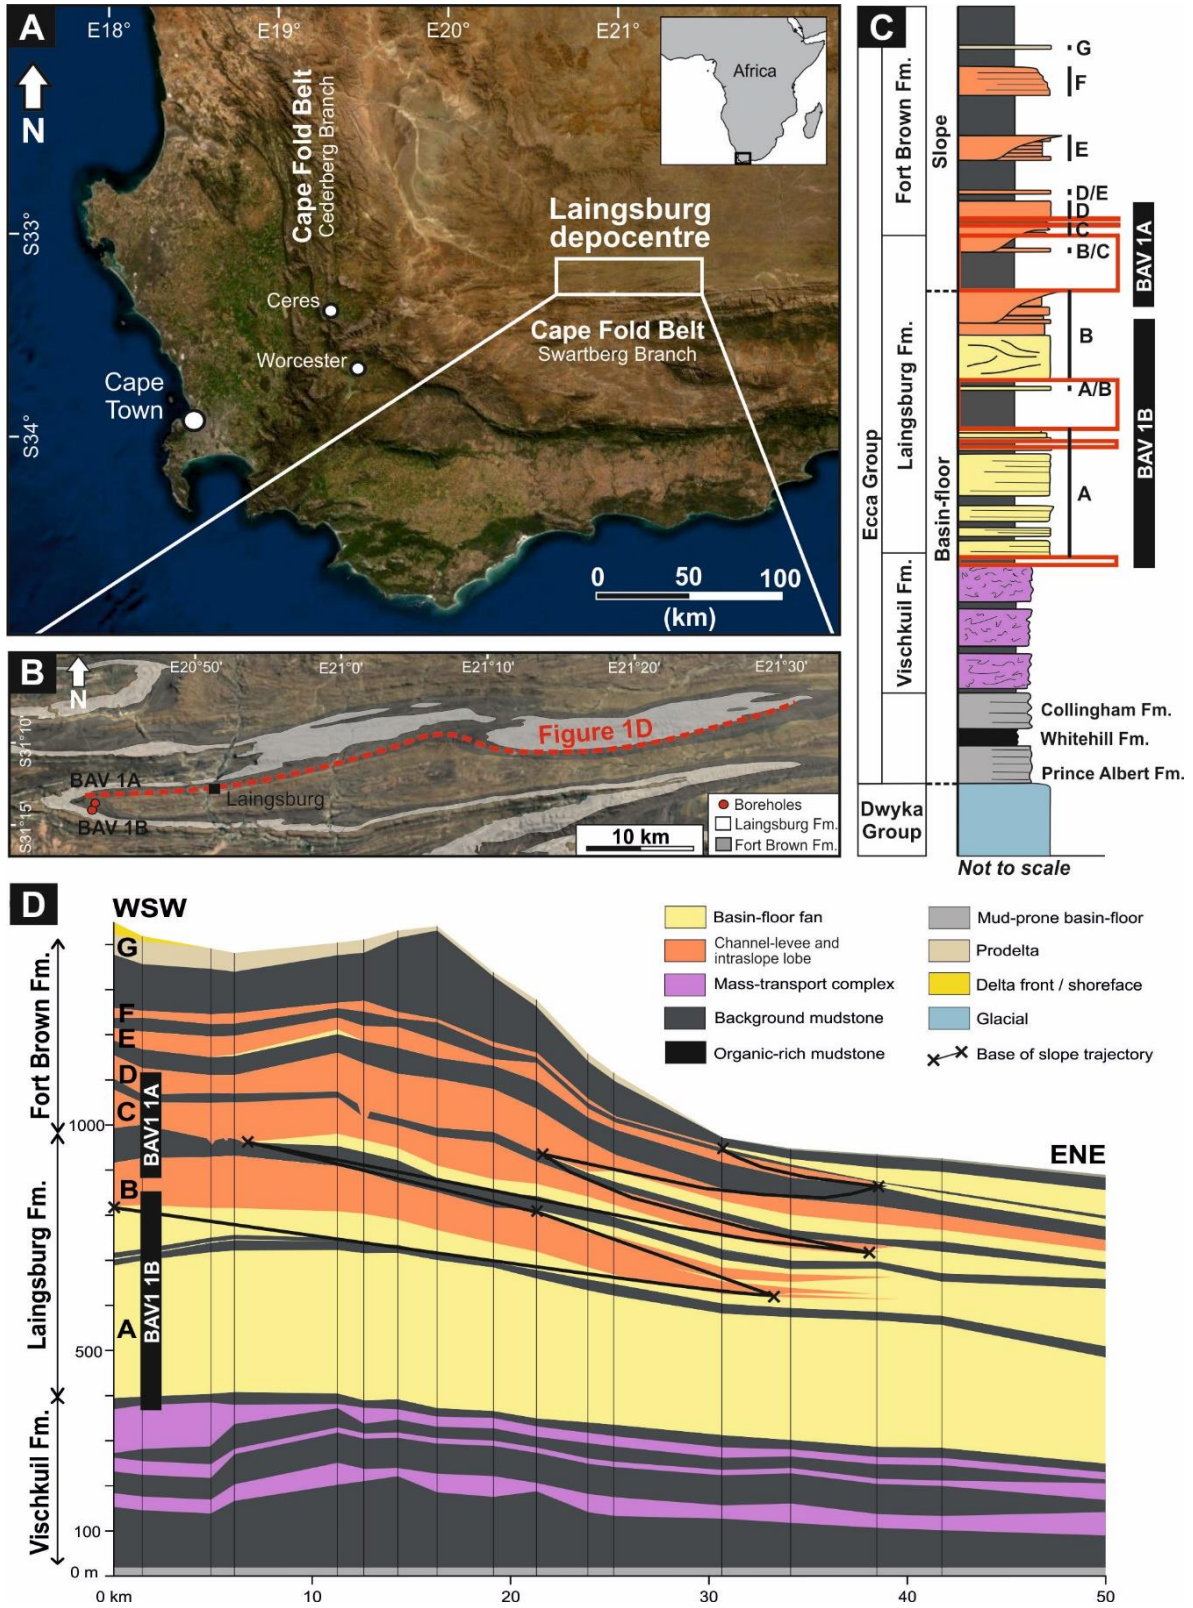 A
E18°
E19°
E20°
E21°
N
Africa
Cape Fold Belt
Cederberg Branch
S33°
Laingsburg
depocentre
Ceres
Worcester
Cape Fold Belt
Swartberg Branch
Cape
Town
S34°
0 50 100
(km)
B
N
E20°50'
E21°0'
E21°10'
E21°20'
E21°30'
S31°10'
S31°15'
Figure 1D
BAV 1A
Laingsburg
BAV 1B
Boreholes
Laingsburg Fm.
Fort Brown Fm.
10 km
C
Fort Brown Fm.
Slope
G
F
E
D/E
D
C
B/C
BAV 1A
Laingsburg Fm.
B
A/B
BAV 1B
Ecca Group
Basin-floor
A
Vischkuil Fm.
Collingham Fm.
Whitehill Fm.
Prince Albert Fm.
Dwyka
Group
Not to scale
D
WSW
Basin-floor fan
Channel-levee and
intraslope lobe
Mass-transport complex
Background mudstone
Organic-rich mudstone
Mud-prone basin-floor
Prodelta
Delta front / shoreface
Glacial
Base of slope trajectory
Fort Brown Fm.
G
F
E
D
C
BAV1 1A
1000
ENE
Laingsburg Fm.
B
BAV1 1B
A
500
Vischkuil Fm.
100
0 m
0 km
10
20
30
40
50